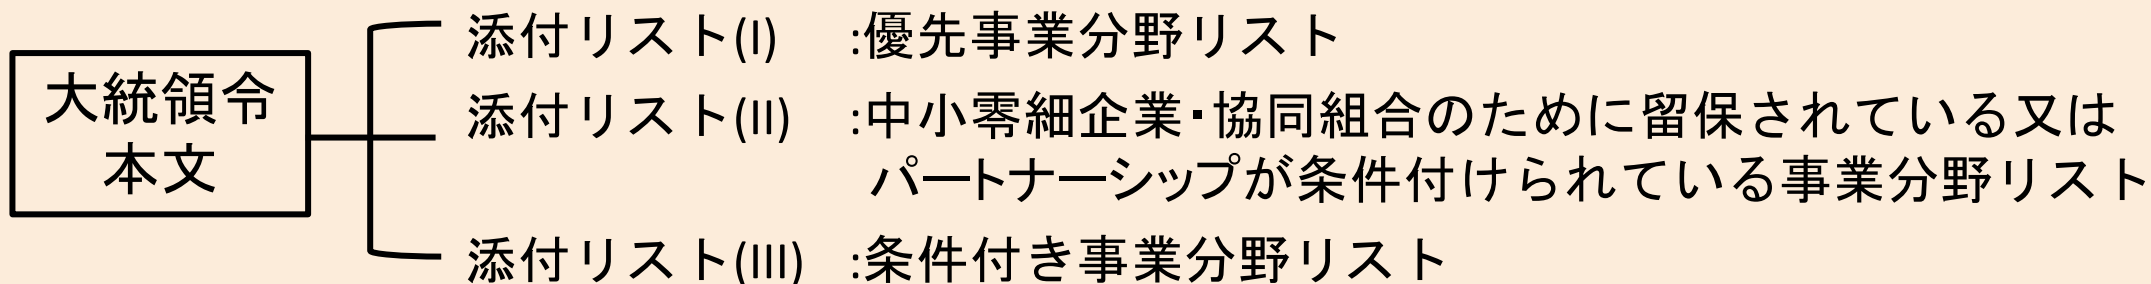 大統領令
本文
添付リスト(I) :優先事業分野リスト
添付リスト(II) :中小零細企業・協同組合のために留保されている又は
パートナーシップが条件付けられている事業分野リスト
添付リスト(III) :条件付き事業分野リスト